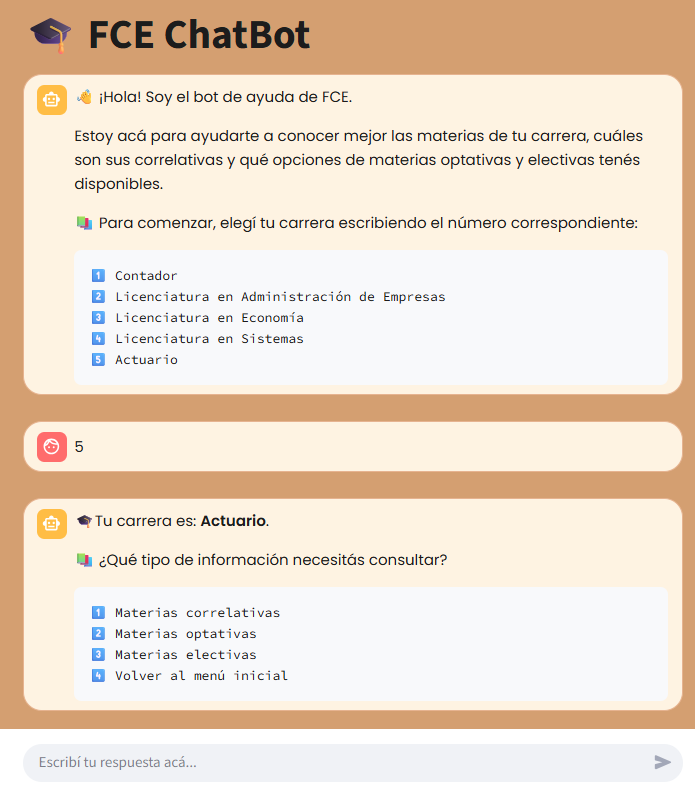 🎓 FCE ChatBot
👋 ¡Hola! Soy el bot de ayuda de FCE.
Estoy acá para ayudarte a conocer mejor las materias de tu carrera, cuáles
son sus correlativas y qué opciones de materias optativas y electivas tenés
disponibles.
📚 Para comenzar, elegí tu carrera escribiendo el número correspondiente:
1️⃣ Contador
2️⃣ Licenciatura en Administración de Empresas
3️⃣ Licenciatura en Economía
4️⃣ Licenciatura en Sistemas
5️⃣ Actuario
5
🎓Tu carrera es: Actuario.
📚 ¿Qué tipo de información necesitás consultar?
1️⃣ Materias correlativas
2️⃣ Materias optativas
3️⃣ Materias electivas
4️⃣ Volver al menú inicial
Escribí tu respuesta acá...